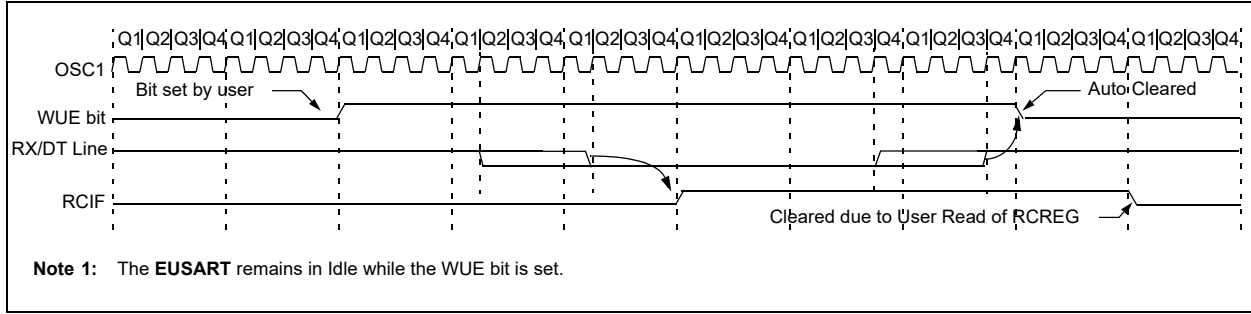 Q1 Q2 Q3 Q4 Q1 Q2 Q3 Q4 Q1 Q2 Q3 Q4 Q1 Q2 Q3 Q4 Q1 Q2 Q3 Q4 Q1 Q2 Q3 Q4 Q1 Q2 Q3 Q4 Q1 Q2 Q3 Q4 Q1 Q2 Q3 Q4 Q1 Q2 Q3 Q4
OSC1
Bit set by user
Auto Cleared
WUE bit
RX/DT Line
RCIF
Cleared due to User Read of RCREG
Note 1: The EUSART remains in Idle while the WUE bit is set.